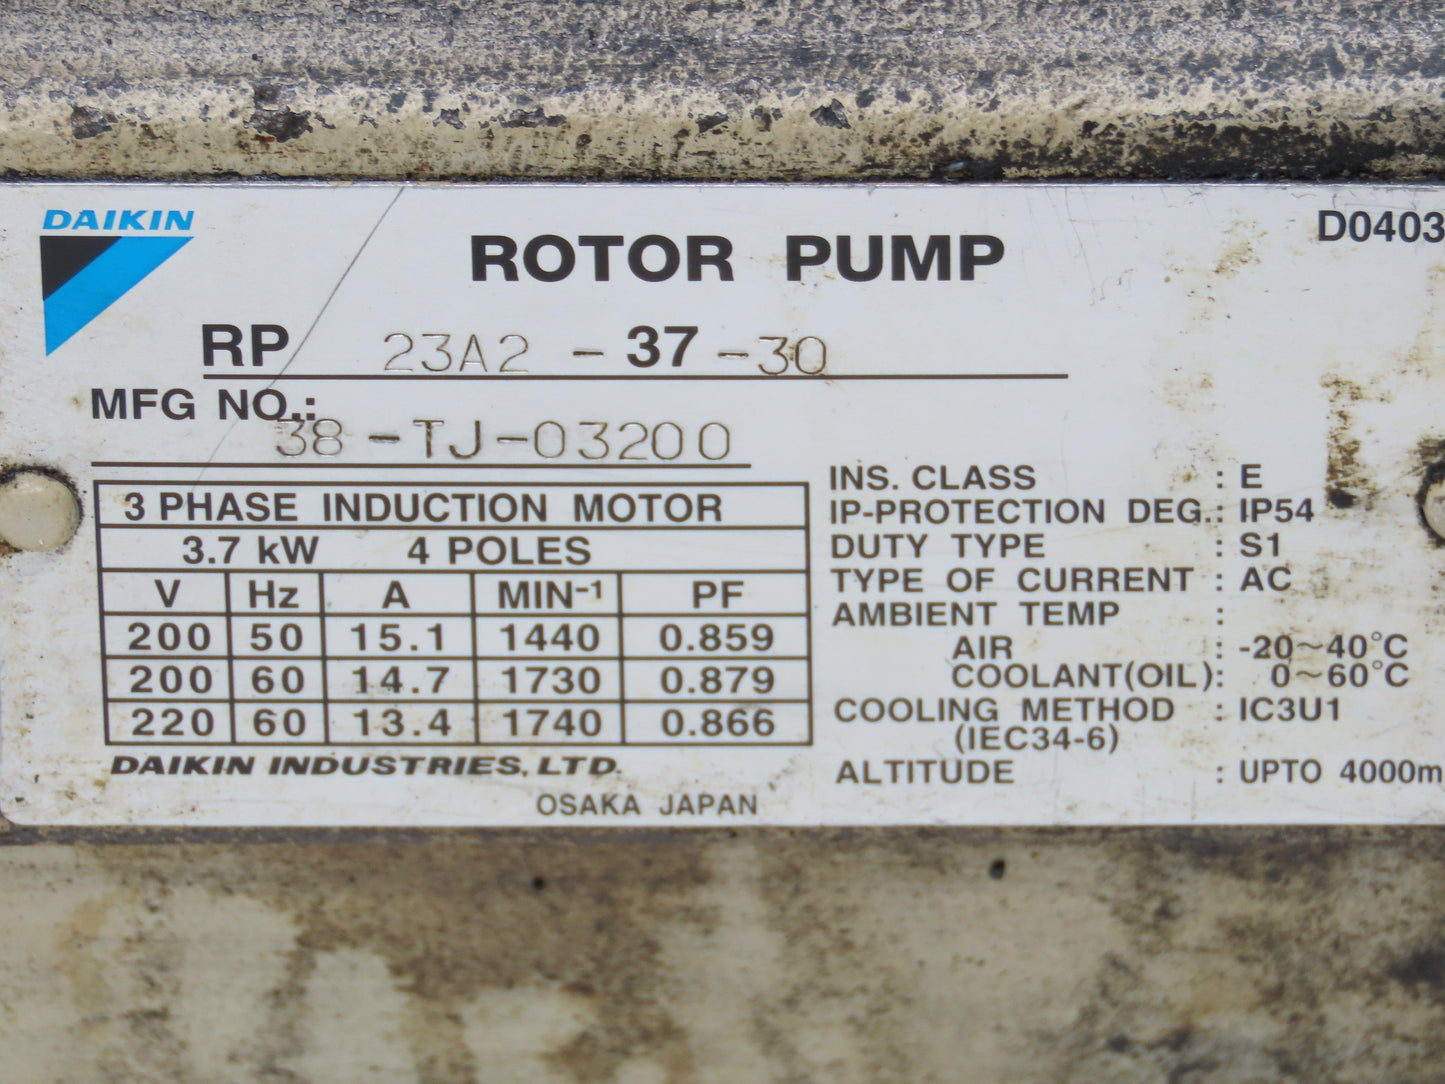 DAIKIN
ROTOR PUMP
D0403
RP 23A2-37-30
MFG NO.: 38-TJ-03200
3 PHASE INDUCTION MOTOR
3.7 kW 4 POLES
V Hz A MIN⁻¹ PF
200 50 15.1 1440 0.859
200 60 14.7 1730 0.879
220 60 13.4 1740 0.866
DAIKIN INDUSTRIES, LTD.
OSAKA JAPAN
INS. CLASS : E
IP-PROTECTION DEG.: IP54
DUTY TYPE : S1
TYPE OF CURRENT : AC
AMBIENT TEMP :
AIR : -20~40°C
COOLANT(OIL): 0~60°C
COOLING METHOD : IC3U1
(IEC34-6)
ALTITUDE : UPTO 4000m